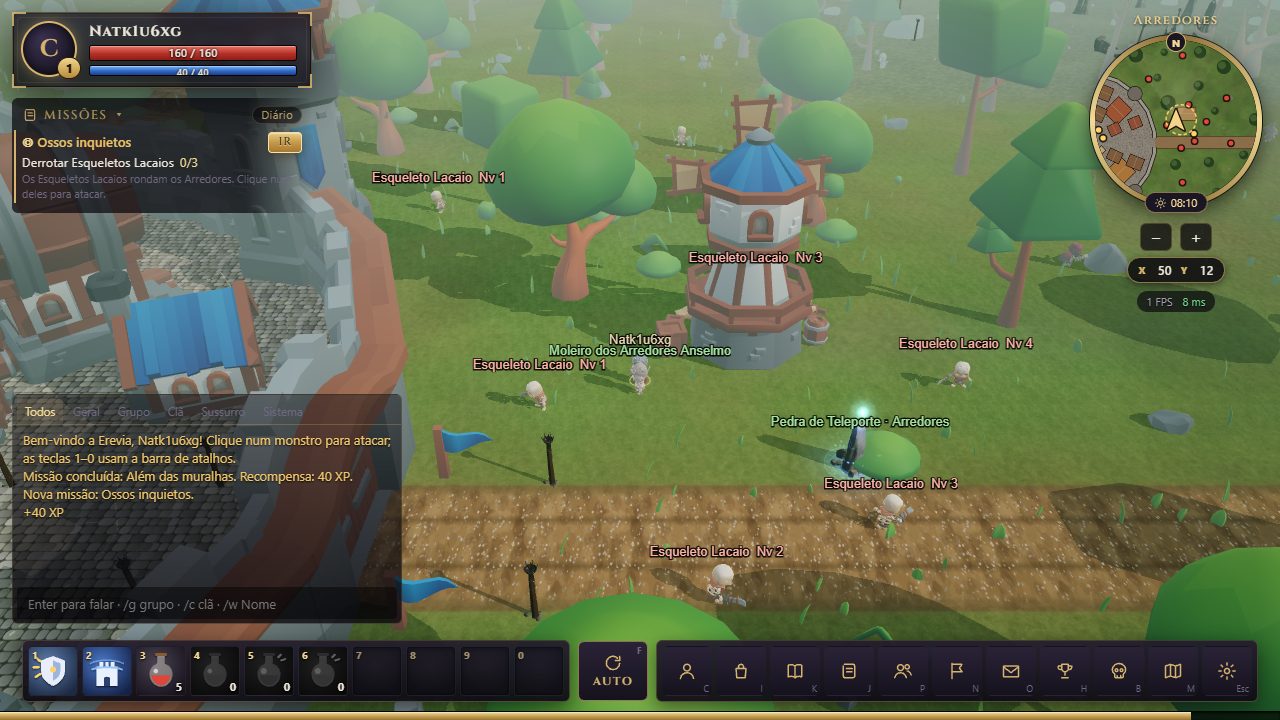 C
1
Natk1u6xg
160 / 160
40 / 40
MISSÕES
Diário
Ossos inquietos
IR
Derrotar Esqueletos Lacaios 0/3
Os Esqueletos Lacaios rondam os Arredores. Clique
deles para atacar.
ARREDORES
N
08:10
− +
X 50 Y 12
1 FPS 8 ms
Esqueleto Lacaio Nv 1
Esqueleto Lacaio Nv 3
Natk1u6xg
Moleiro dos Arredores Anselmo
Esqueleto Lacaio Nv 4
Esqueleto Lacaio Nv 1
Pedra de Teleporte - Arredores
Esqueleto Lacaio Nv 3
Esqueleto Lacaio Nv 2
Todos Geral Grupo Clã Sussurro Sistema
Bem-vindo a Erevia, Natk1u6xg! Clique num monstro para atacar;
as teclas 1–0 usam a barra de atalhos.
Missão concluída: Além das muralhas. Recompensa: 40 XP.
Nova missão: Ossos inquietos.
+40 XP
Enter para falar · /g grupo · /c clã · /w Nome
1 2 3 4 5 6 7 8 9 0
5 0 0 0
F
AUTO
C I K J P N O H B M Esc